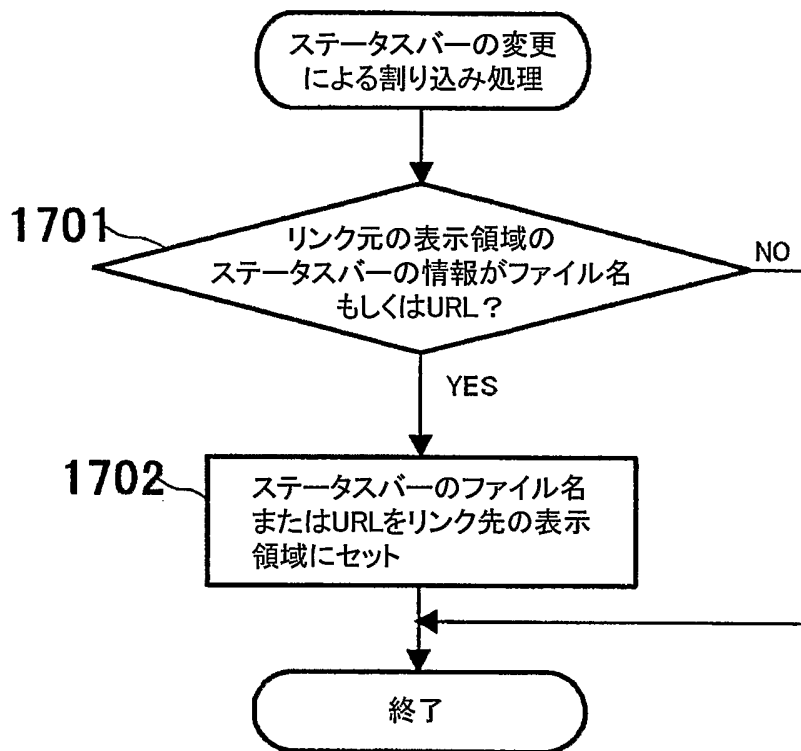 ステータスバーの変更
による割り込み処理
1701
リンク元の表示領域の
ステータスバーの情報がファイル名
もしくはURL?
NO
YES
1702
ステータスバーのファイル名
またはURLをリンク先の表示
領域にセット
終了